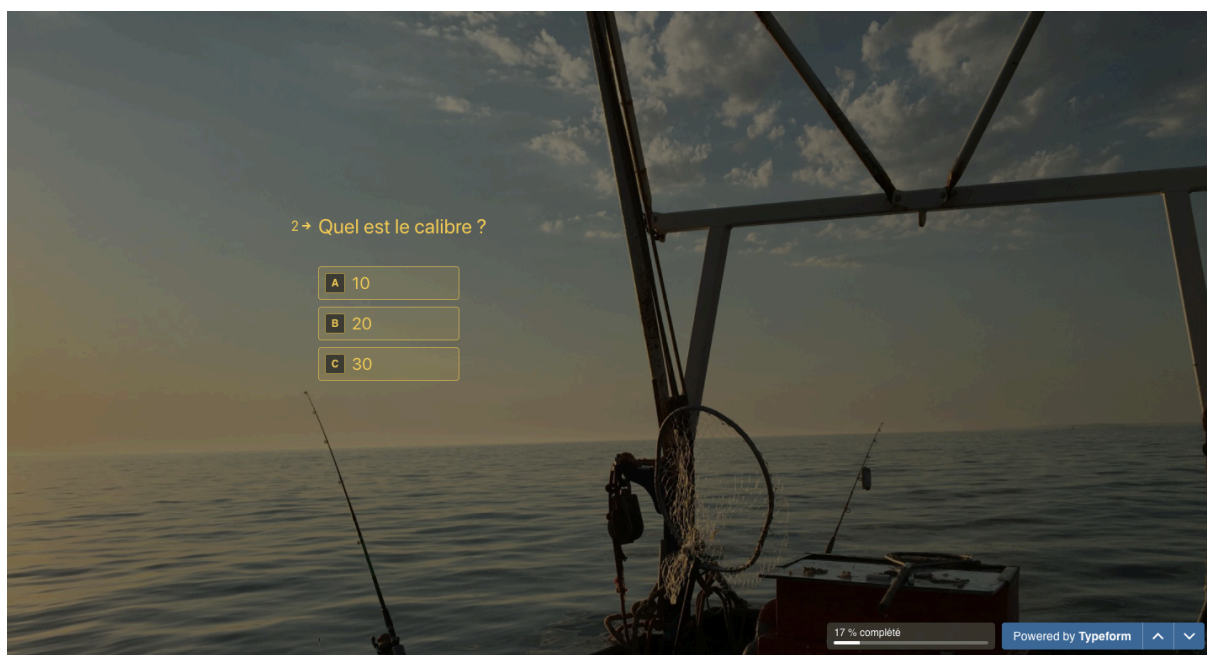 2 → Quel est le calibre ?
A 10
B 20
C 30
17 % complété
Powered by Typeform